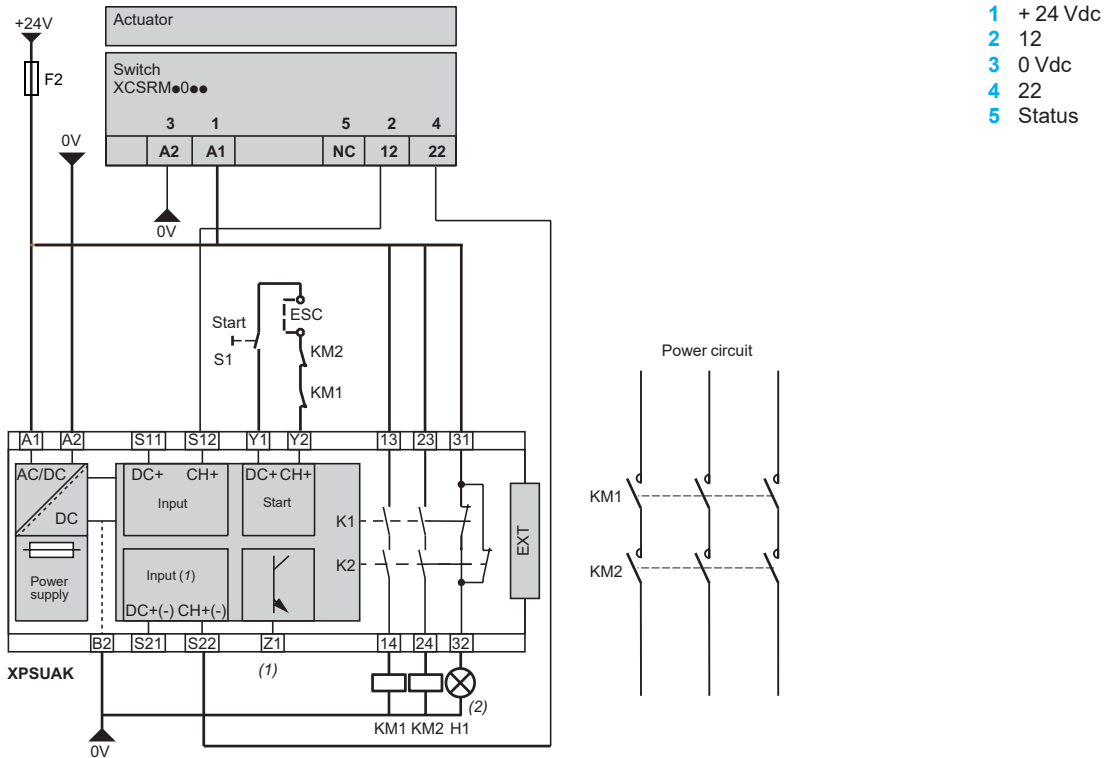 +24V
F2
0V
Actuator
Switch
XCSRM●0●●
3 1 5 2 4
A2 A1 NC 12 22
0V
1 + 24 Vdc
2 12
3 0 Vdc
4 22
5 Status
Start
S1
ESC
KM2
KM1
A1 A2 S11 S12 Y1 Y2 13 23 31
AC/DC
DC
Power
supply
DC+ CH+
Input
DC+ CH+
Start
Input (1)
DC+(-) CH+(-)
K1
K2
EXT
B2 S21 S22 Z1 14 24 32
XPSUAK
(1)
(2)
KM1 KM2 H1
0V
Power circuit
KM1
KM2